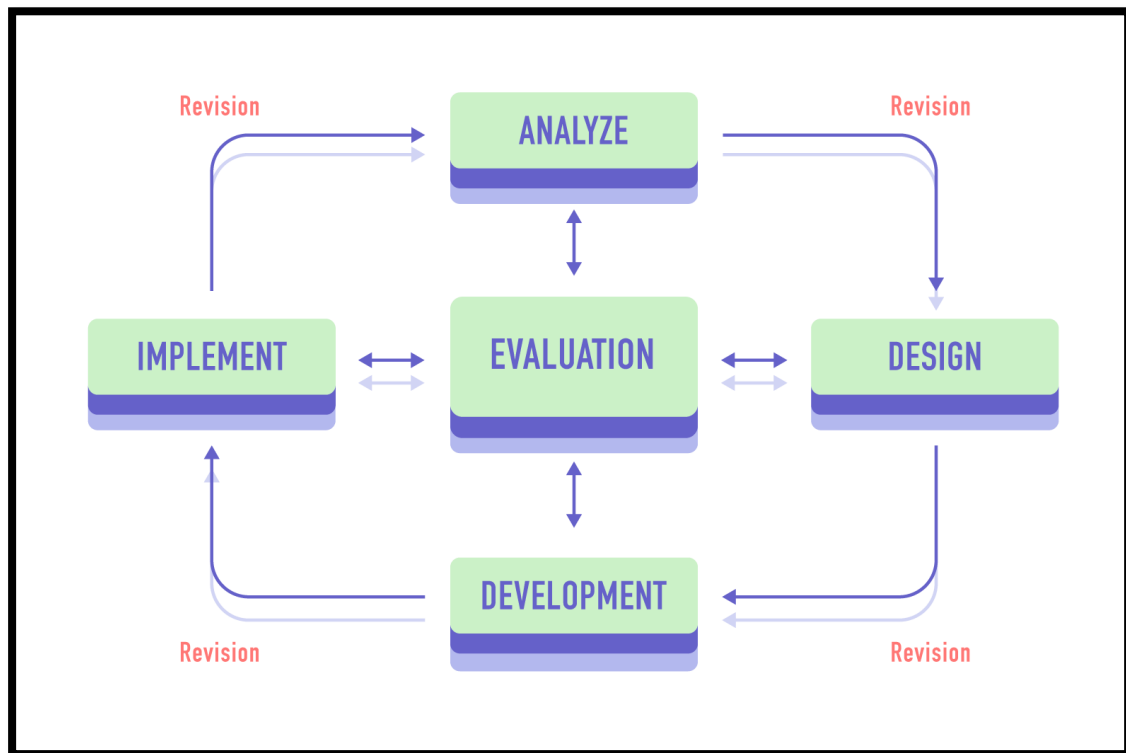 Revision
ANALYZE
Revision
IMPLEMENT
EVALUATION
DESIGN
DEVELOPMENT
Revision
Revision